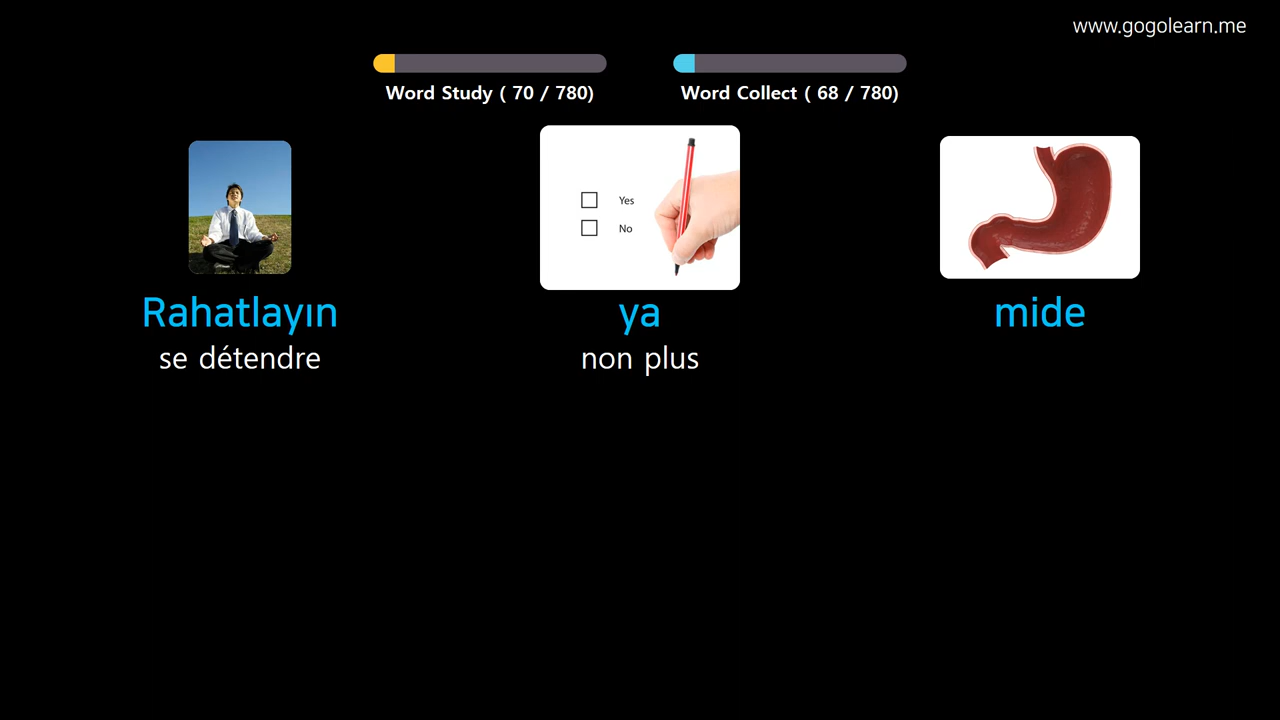 www.gogolearn.me
Word Study ( 70 / 780)
Word Collect ( 68 / 780)
Yes
No
Rahatlayın
se détendre
ya
non plus
mide